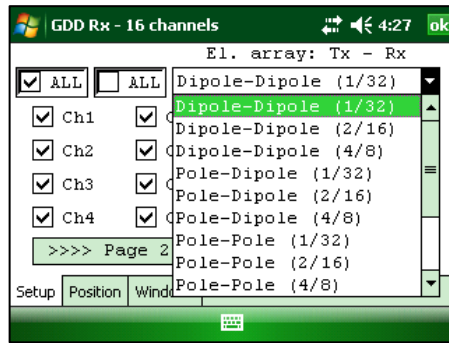 GDD Rx - 16 channels 4:27 ok
El. array: Tx - Rx
ALL ALL Dipole-Dipole (1/32)
Dipole-Dipole (1/32)
Ch1
Dipole-Dipole (2/16)
Ch2 Dipole-Dipole (4/8)
Pole-Dipole (1/32)
Ch3
Pole-Dipole (2/16)
Ch4 Pole-Dipole (4/8)
>>>> Page 2 Pole-Pole (1/32)
Pole-Pole (2/16)
Setup Position Pole-Pole (4/8)